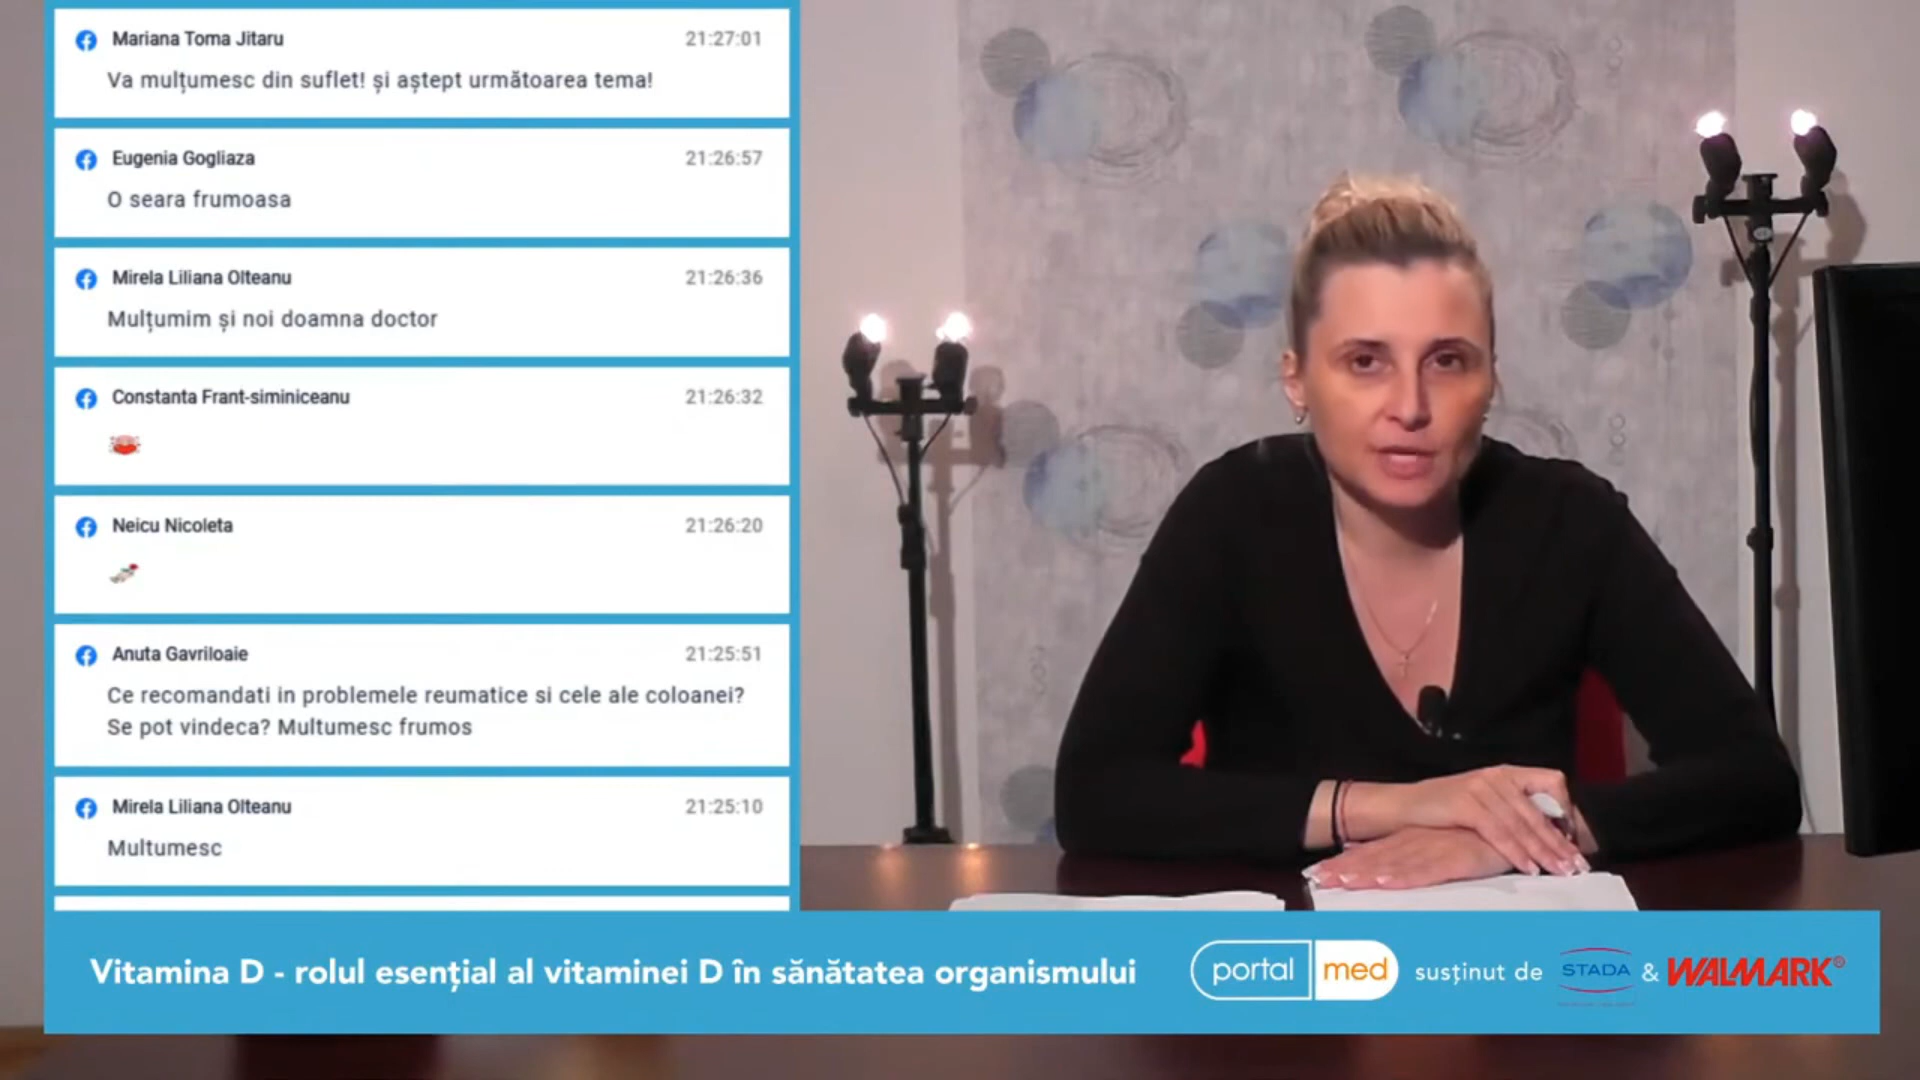 Mariana Toma Jitaru 21:27:01
Va mulțumesc din suflet! și aștept următoarea tema!
Eugenia Gogliaza 21:26:57
O seara frumoasa
Mirela Liliana Olteanu 21:26:36
Mulțumim și noi doamna doctor
Constanta Frant-siminiceanu 21:26:32
Neicu Nicoleta 21:26:20
Anuta Gavriloaie 21:25:51
Ce recomandati in problemele reumatice si cele ale coloanei?
Se pot vindeca? Multumesc frumos
Mirela Liliana Olteanu 21:25:10
Multumesc
Vitamina D - rolul esențial al vitaminei D în sănătatea organismului
portal med susținut de STADA & WALMARK®